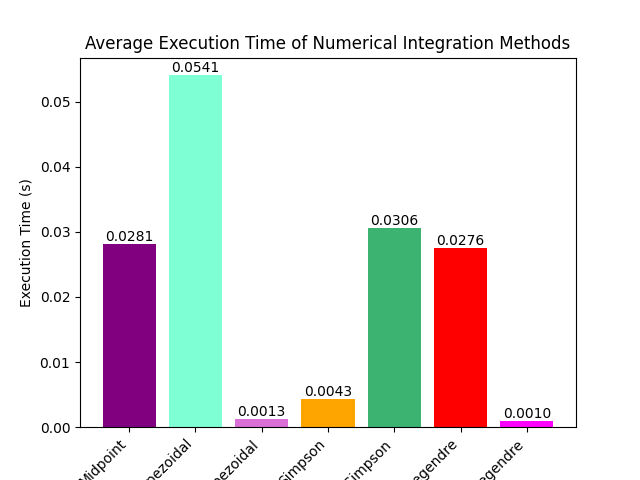 Average Execution Time of Numerical Integration Methods
Execution Time (s)
0.05
0.04
0.03
0.02
0.01
0.00
0.0281
0.0541
0.0013
0.0043
0.0306
0.0276
0.0010
Midpoint
pezoidal
pezoidal
Simpson
Simpson
egendre
egendre